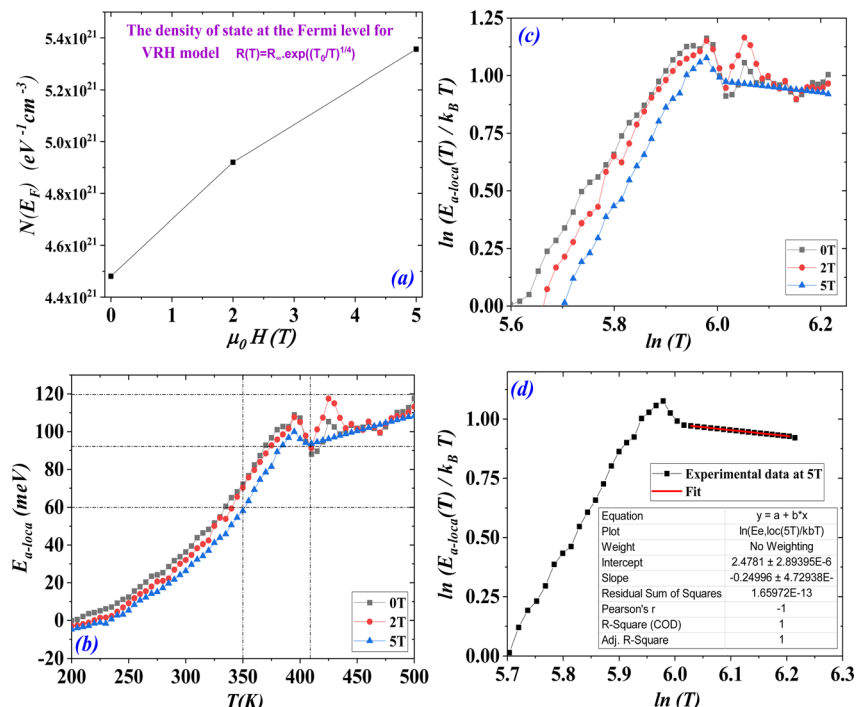 The density of state at the Fermi level for
VRH model R(T)=R∞.exp((T0/T)^1/4)
5.4x10^21
5.2x10^21
5.0x10^21
4.8x10^21
4.6x10^21
4.4x10^21
N(E_F) (eV^-1 cm^-3)
0 1 2 3 4 5
μ0 H (T)
(a)
(c)
1.25
1.00
0.75
0.50
0.25
0.00
ln (E_a-loca(T) / k_B T)
0T
2T
5T
5.6 5.8 6.0 6.2
ln (T)
120
100
80
60
40
20
0
-20
E_a-loca (meV)
0T
2T
5T
(b)
200 250 300 350 400 450 500
T(K)
(d)
1.00
0.75
0.50
0.25
0.00
ln (E_a-loca(T) / k_B T)
Experimental data at 5T
Fit
Equation y = a + b*x
Plot ln(Ee,loc(5T)/kbT)
Weight No Weighting
Intercept 2.4781 ± 2.89395E-6
Slope -0.24996 ± 4.72938E-
Residual Sum of Squares 1.65972E-13
Pearson's r -1
R-Square (COD) 1
Adj. R-Square 1
5.7 5.8 5.9 6.0 6.1 6.2 6.3
ln (T)